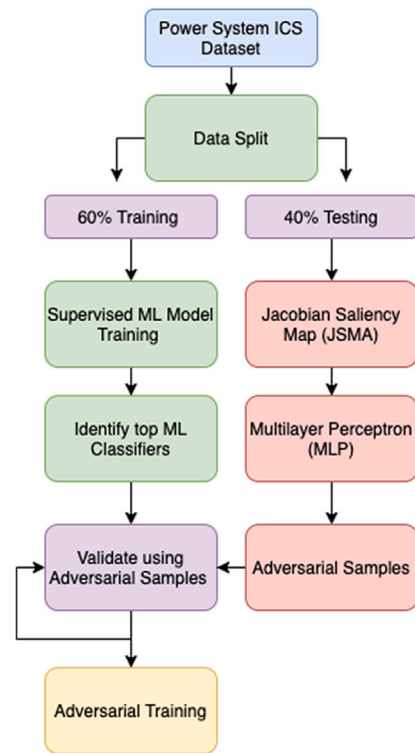 Power System ICS
Dataset
Data Split
60% Training
40% Testing
Supervised ML Model
Training
Jacobian Saliency
Map (JSMA)
Identify top ML
Classifiers
Multilayer Perceptron
(MLP)
Validate using
Adversarial Samples
Adversarial Samples
Adversarial Training